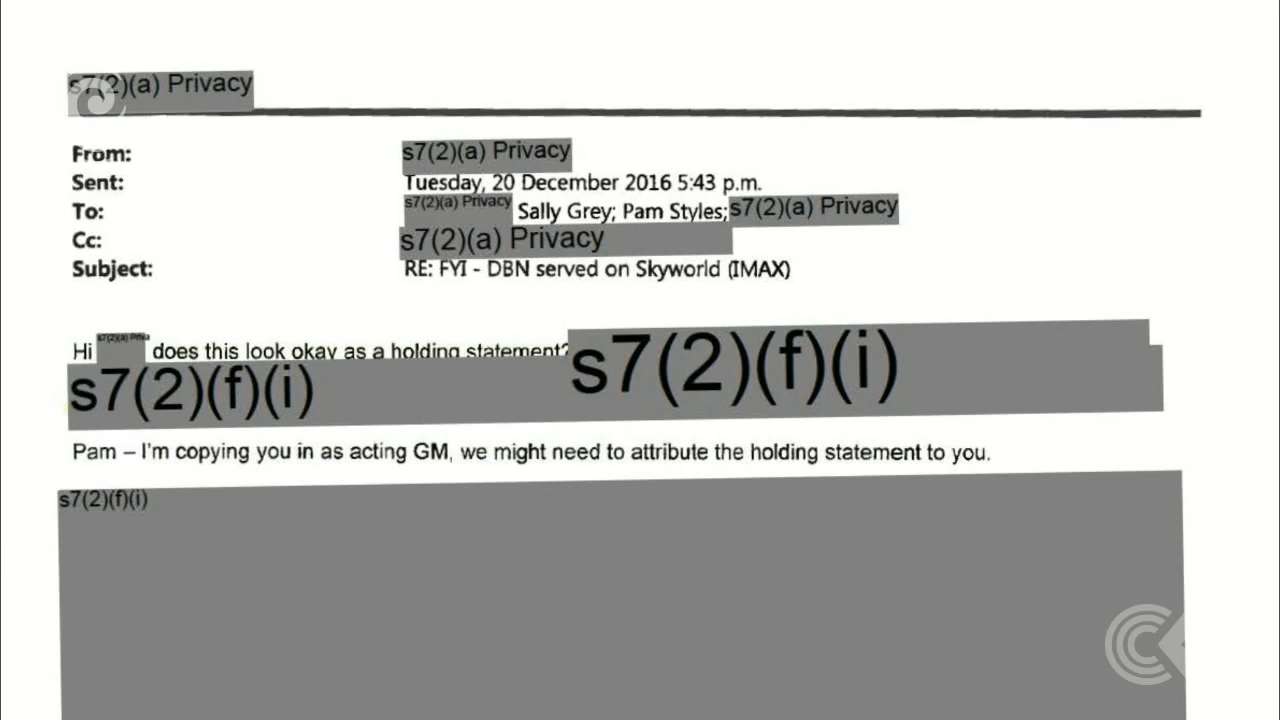 s7(2)(a) Privacy
From: s7(2)(a) Privacy
Sent: Tuesday, 20 December 2016 5:43 p.m.
To: s7(2)(a) Privacy Sally Grey; Pam Styles; s7(2)(a) Privacy
Cc: s7(2)(a) Privacy
Subject: RE: FYI - DBN served on Skyworld (IMAX)
Hi s7(2)(a) Priva does this look okay as a holding statement? s7(2)(f)(i)
s7(2)(f)(i)
Pam – I'm copying you in as acting GM, we might need to attribute the holding statement to you.
s7(2)(f)(i)